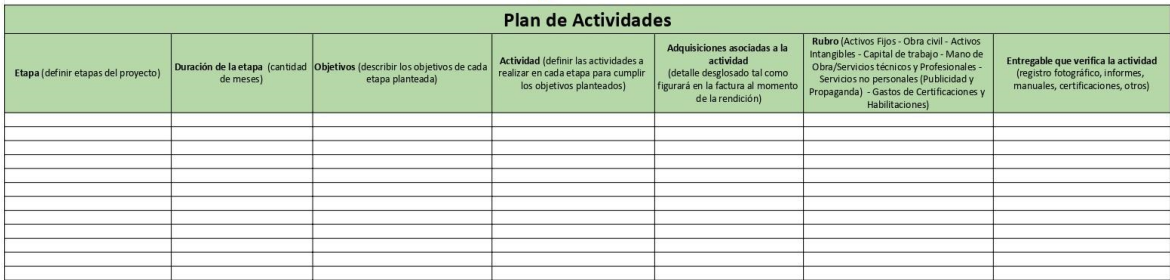 Plan de Actividades
Etapa (definir etapas del proyecto)
Duración de la etapa (cantidad
de meses)
Objetivos (describir los objetivos de cada
etapa planteada)
Actividad (definir las actividades a
realizar en cada etapa para cumplir
los objetivos planteados)
Adquisiciones asociadas a la
actividad
(detalle desglosado tal como
figurará en la factura al momento
de la rendición)
Rubro (Activos Fijos - Obra civil - Activos
Intangibles - Capital de trabajo - Mano de
Obra/Servicios técnicos y Profesionales -
Servicios no personales (Publicidad y
Propaganda) - Gastos de Certificaciones y
Habilitaciones)
Entregable que verifica la actividad
(registro fotográfico, informes,
manuales, certificaciones, otros)